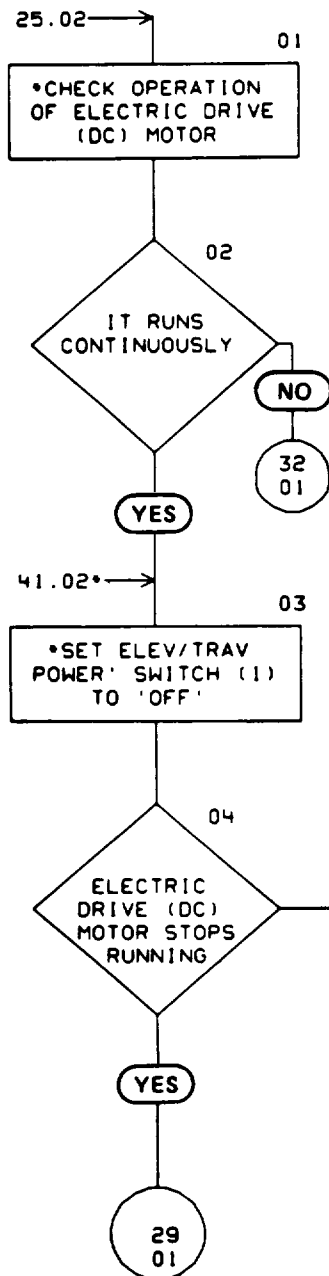 25.02
01
*CHECK OPERATION
OF ELECTRIC DRIVE
(DC) MOTOR
02
IT RUNS
CONTINUOUSLY
NO
32
01
YES
41.02*
03
*SET ELEV/TRAV
POWER' SWITCH (1)
TO 'OFF'
04
ELECTRIC
DRIVE (DC)
MOTOR STOPS
RUNNING
YES
29
01